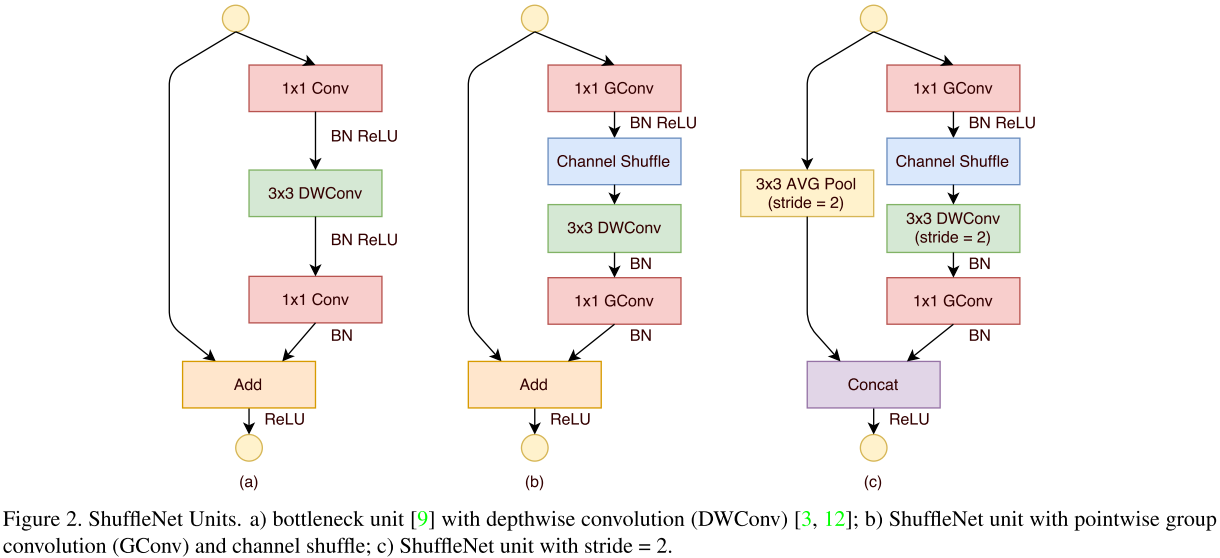 1x1 Conv
BN ReLU
3x3 DWConv
BN ReLU
1x1 Conv
BN
Add
ReLU
(a)
1x1 GConv
BN ReLU
Channel Shuffle
3x3 DWConv
BN
1x1 GConv
BN
Add
ReLU
(b)
1x1 GConv
BN ReLU
Channel Shuffle
3x3 AVG Pool
(stride = 2)
3x3 DWConv
(stride = 2)
BN
1x1 GConv
BN
Concat
ReLU
(c)
Figure 2. ShuffleNet Units. a) bottleneck unit [9] with depthwise convolution (DWConv) [3, 12]; b) ShuffleNet unit with pointwise group
convolution (GConv) and channel shuffle; c) ShuffleNet unit with stride = 2.